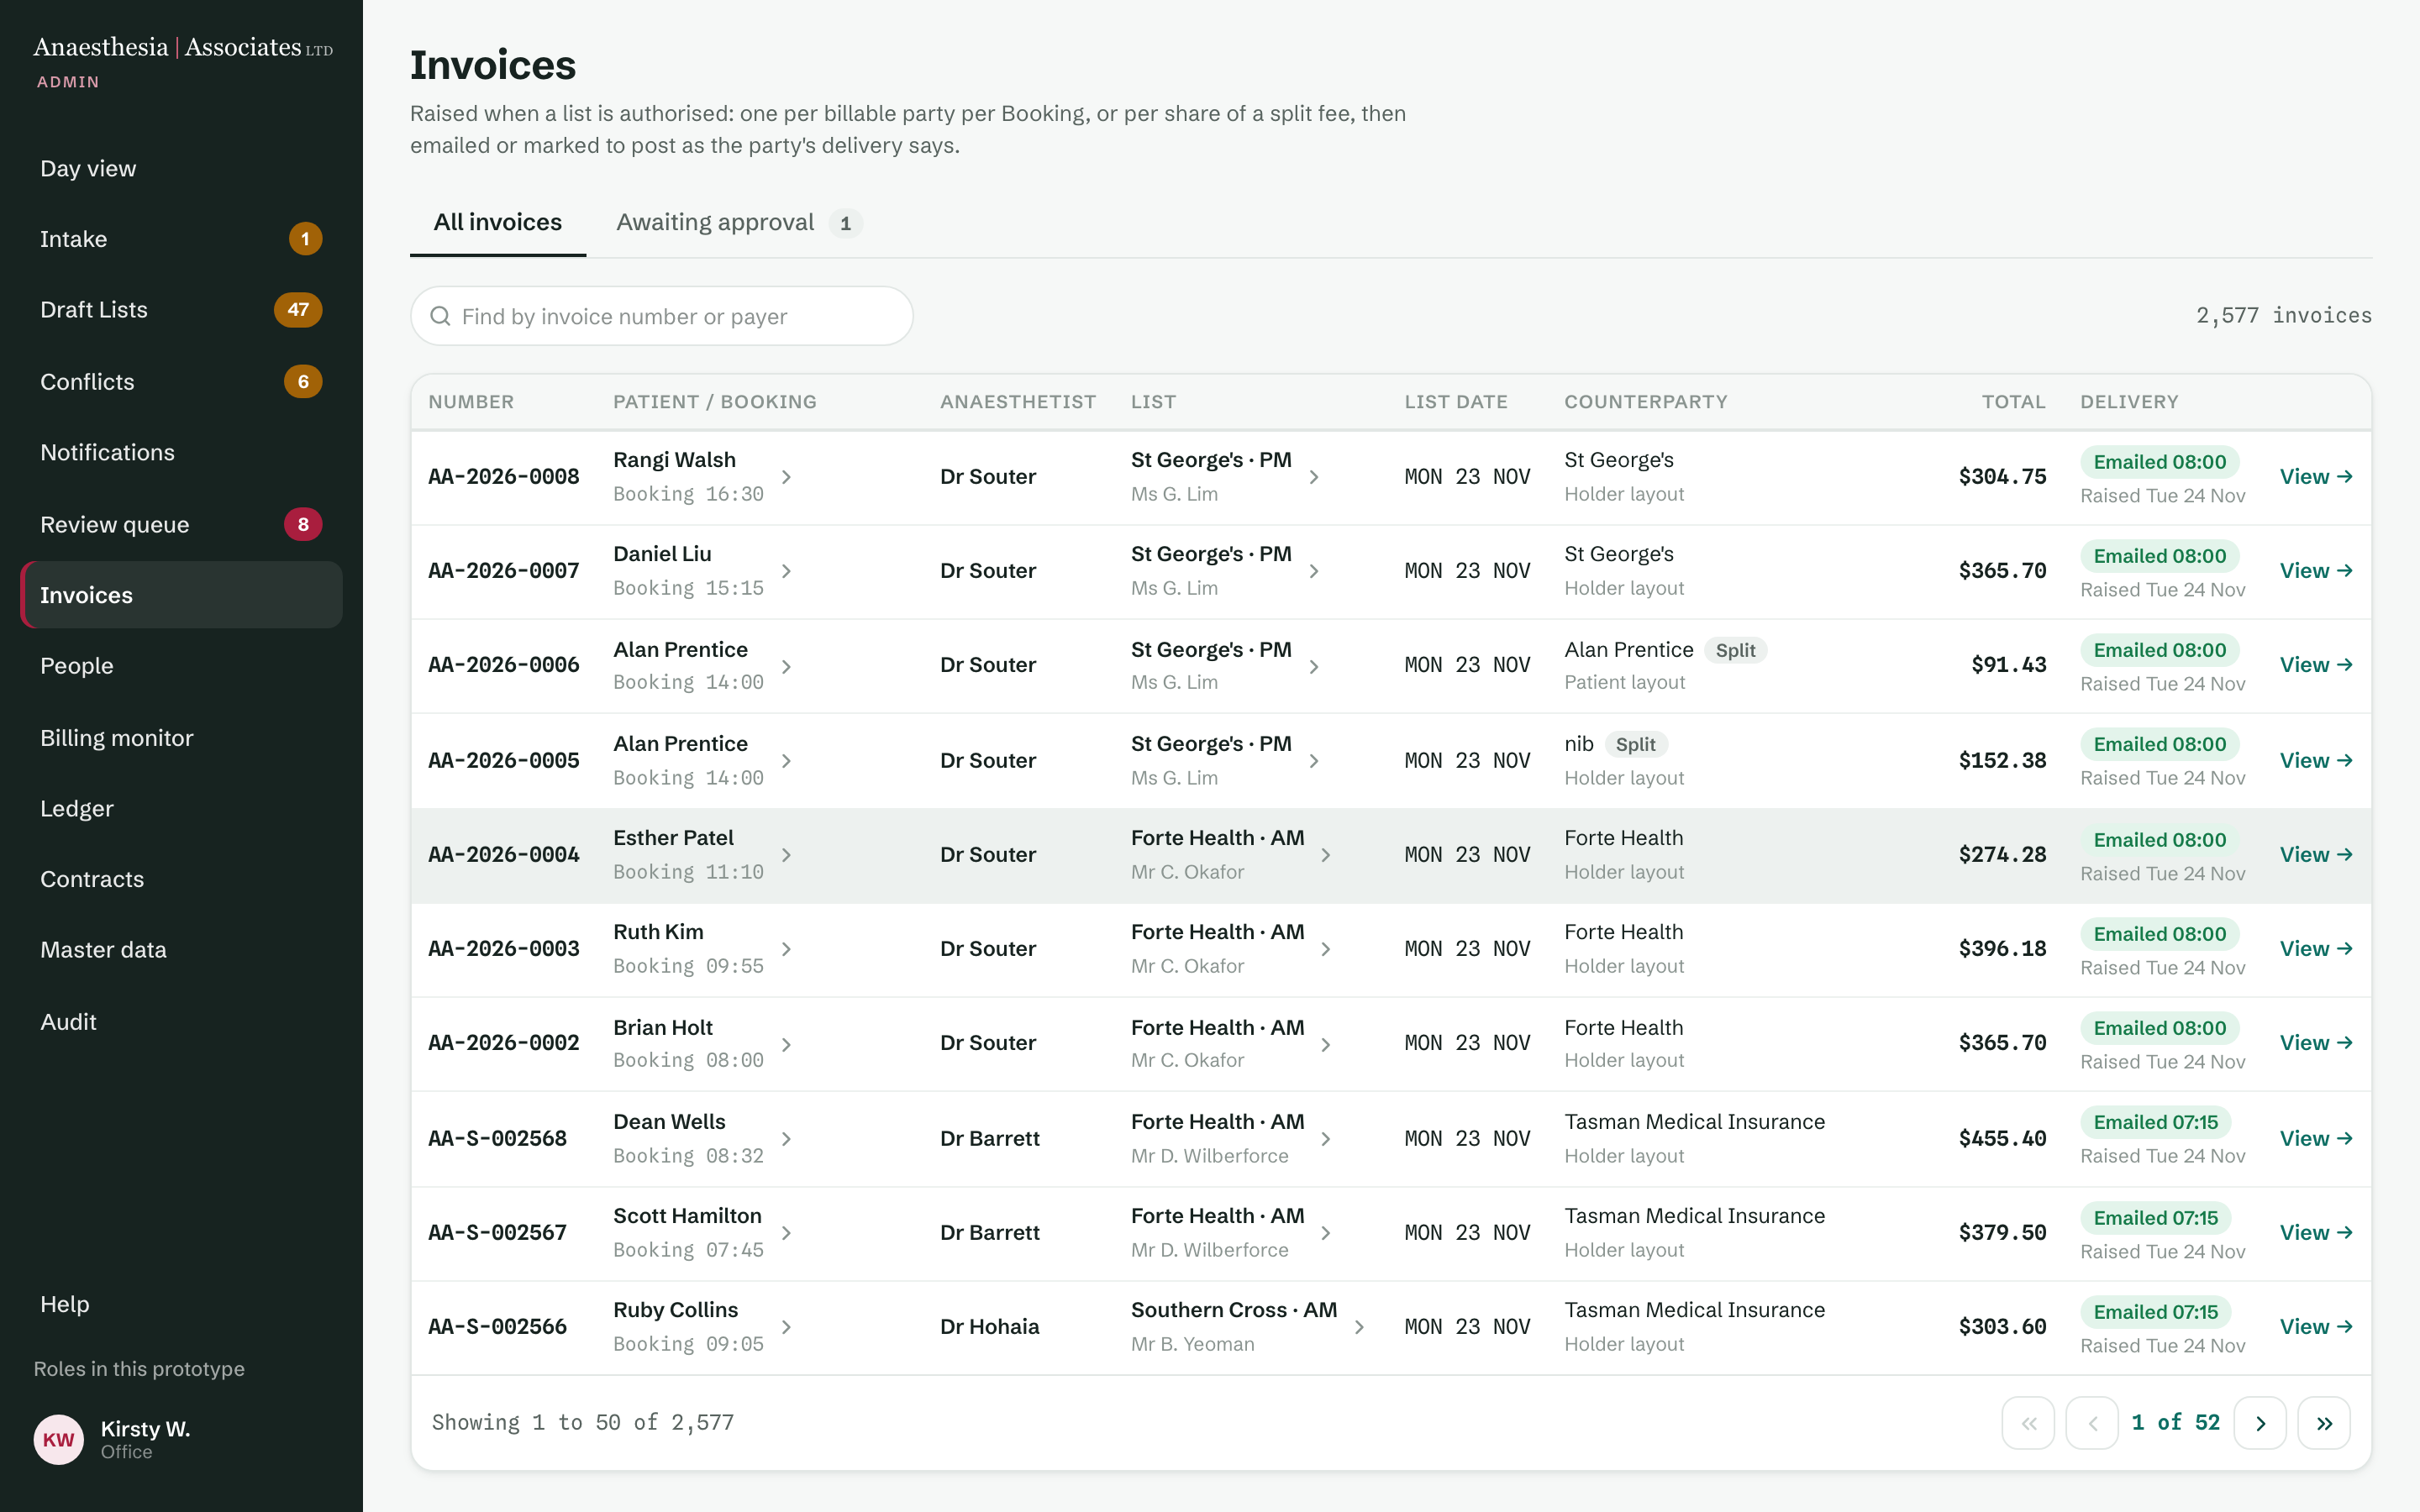 Anaesthesia | Associates LTD
ADMIN
Day view
Intake 1
Draft Lists 47
Conflicts 6
Notifications
Review queue 8
Invoices
People
Billing monitor
Ledger
Contracts
Master data
Audit
Help
Roles in this prototype
KW
Kirsty W.
Office
Invoices
Raised when a list is authorised: one per billable party per Booking, or per share of a split fee, then
emailed or marked to post as the party's delivery says.
All invoices Awaiting approval 1
Find by invoice number or payer
2,577 invoices
NUMBER PATIENT / BOOKING ANAESTHETIST LIST LIST DATE COUNTERPARTY TOTAL DELIVERY
AA-2026-0008 Rangi Walsh Dr Souter St George's · PM MON 23 NOV St George's $304.75 Emailed 08:00 View →
Booking 16:30 Ms G. Lim Holder layout Raised Tue 24 Nov
AA-2026-0007 Daniel Liu Dr Souter St George's · PM MON 23 NOV St George's $365.70 Emailed 08:00 View →
Booking 15:15 Ms G. Lim Holder layout Raised Tue 24 Nov
AA-2026-0006 Alan Prentice Dr Souter St George's · PM MON 23 NOV Alan Prentice Split $91.43 Emailed 08:00 View →
Booking 14:00 Ms G. Lim Patient layout Raised Tue 24 Nov
AA-2026-0005 Alan Prentice Dr Souter St George's · PM MON 23 NOV nib Split $152.38 Emailed 08:00 View →
Booking 14:00 Ms G. Lim Holder layout Raised Tue 24 Nov
AA-2026-0004 Esther Patel Dr Souter Forte Health · AM MON 23 NOV Forte Health $274.28 Emailed 08:00 View →
Booking 11:10 Mr C. Okafor Holder layout Raised Tue 24 Nov
AA-2026-0003 Ruth Kim Dr Souter Forte Health · AM MON 23 NOV Forte Health $396.18 Emailed 08:00 View →
Booking 09:55 Mr C. Okafor Holder layout Raised Tue 24 Nov
AA-2026-0002 Brian Holt Dr Souter Forte Health · AM MON 23 NOV Forte Health $365.70 Emailed 08:00 View →
Booking 08:00 Mr C. Okafor Holder layout Raised Tue 24 Nov
AA-S-002568 Dean Wells Dr Barrett Forte Health · AM MON 23 NOV Tasman Medical Insurance $455.40 Emailed 07:15 View →
Booking 08:32 Mr D. Wilberforce Holder layout Raised Tue 24 Nov
AA-S-002567 Scott Hamilton Dr Barrett Forte Health · AM MON 23 NOV Tasman Medical Insurance $379.50 Emailed 07:15 View →
Booking 07:45 Mr D. Wilberforce Holder layout Raised Tue 24 Nov
AA-S-002566 Ruby Collins Dr Hohaia Southern Cross · AM MON 23 NOV Tasman Medical Insurance $303.60 Emailed 07:15 View →
Booking 09:05 Mr B. Yeoman Holder layout Raised Tue 24 Nov
Showing 1 to 50 of 2,577
« ‹ 1 of 52 › »